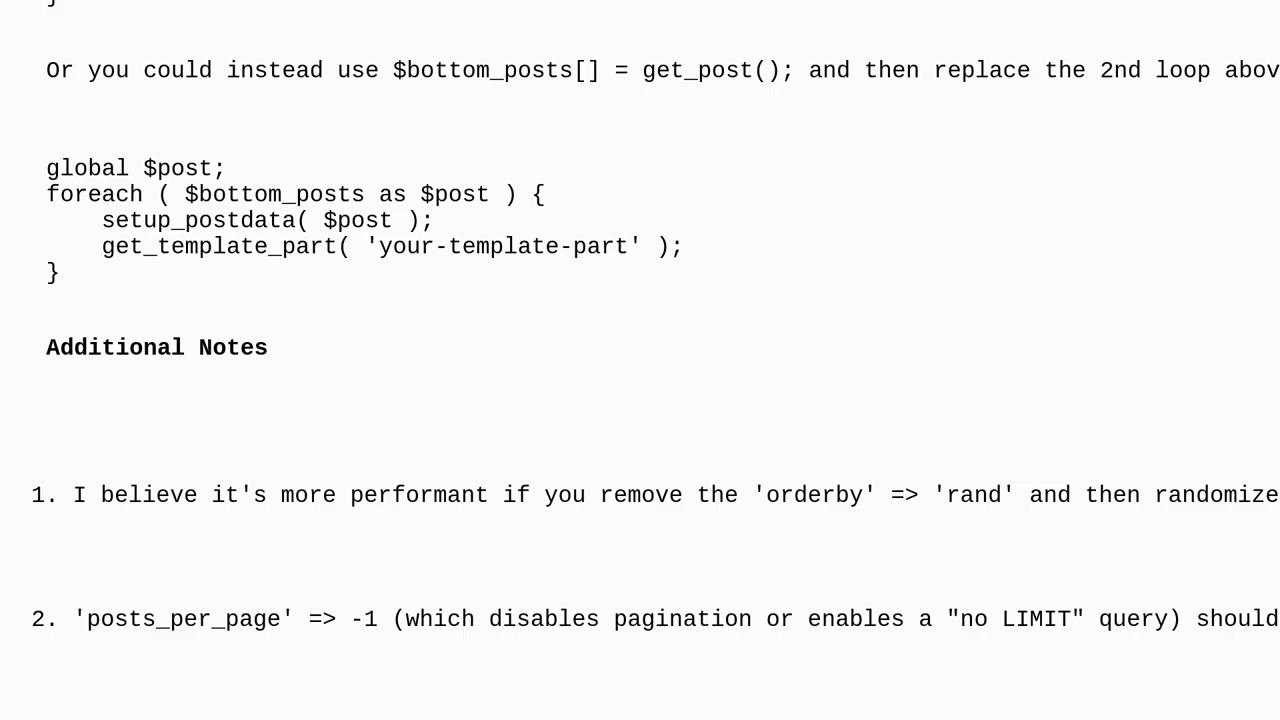 }
Or you could instead use $bottom_posts[] = get_post(); and then replace the 2nd loop abov
global $post;
foreach ( $bottom_posts as $post ) {
    setup_postdata( $post );
    get_template_part( 'your-template-part' );
}
Additional Notes
1. I believe it's more performant if you remove the 'orderby' => 'rand' and then randomize
2. 'posts_per_page' => -1 (which disables pagination or enables a "no LIMIT" query) should